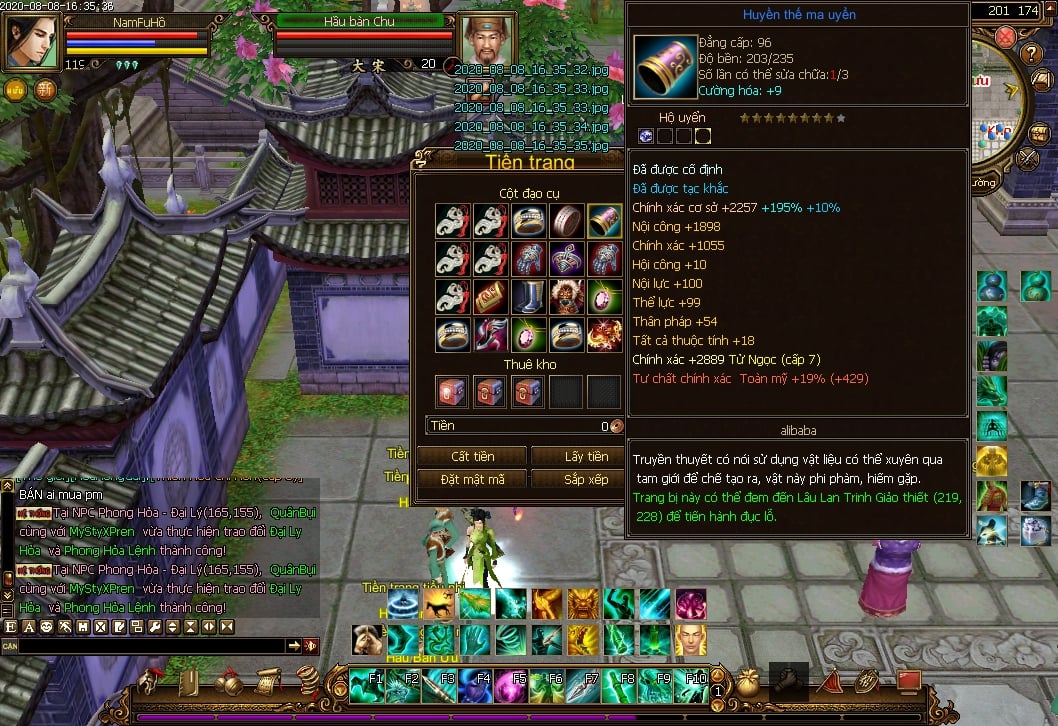 2020-08-08-16:35:36
NamFuHô
119
Hầu bàn Chu
大宋
20
2020_08_08_16_35_32.jpg
2020_08_08_16_35_33.jpg
2020_08_08_16_35_33.jpg
2020_08_08_16_35_34.jpg
2020_08_08_16_35_35.jpg
201 174
Huyền thế ma uyển
Đẳng cấp: 96
Độ bền: 203/235
Số lần có thể sửa chữa:1/3
Cường hóa: +9
Hộ uyển
Đã được cố định
Đã được tạc khắc
Chính xác cơ sở +2257 +195% +10%
Nội công +1898
Chính xác +1055
Hội công +10
Nội lực +100
Thể lực +99
Thân pháp +54
Tất cả thuộc tính +18
Chính xác +2889 Tử Ngọc (cấp 7)
Tư chất chính xác Toàn mỹ +19% (+429)
alibaba
Truyền thuyết có nói sử dụng vật liệu có thể xuyên qua
tam giới để chế tạo ra, vật này phi phàm, hiếm gặp.
Trang bị này có thể đem đến Lâu Lan Trinh Giảo thiết (219,
228) để tiến hành đục lỗ.
Tiền trang
Cột đạo cụ
Thuê kho
Tiền
0
Cất tiền
Lấy tiền
Đặt mật mã
Sắp xếp
BÁN ai mua pm
Tại NPC Phong Hỏa - Đại Lý(165,155), QuânBụi
cùng với MyStyXPren vừa thực hiện trao đổi Đại Ly
Hỏa và Phong Hỏa Lệnh thành công!
Tại NPC Phong Hỏa - Đại Lý(165,155), QuânBụi
cùng với MyStyXPren vừa thực hiện trao đổi Đại Ly
Hỏa và Phong Hỏa Lệnh thành công!
Tiền trang tiêu phí
CẬN
F1 F2 F3 F4 F5 F6 F7 F8 F9 F10
1